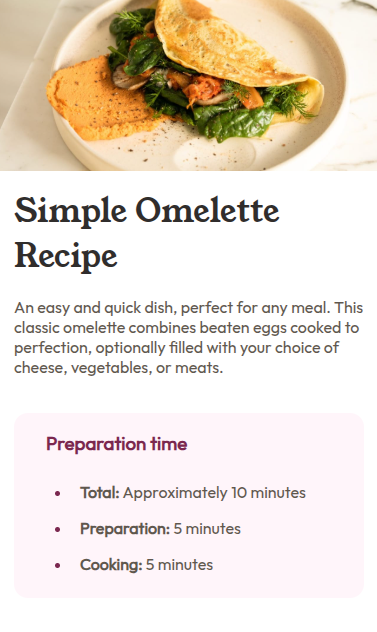 Simple Omelette
Recipe
An easy and quick dish, perfect for any meal. This
classic omelette combines beaten eggs cooked to
perfection, optionally filled with your choice of
cheese, vegetables, or meats.
Preparation time
Total: Approximately 10 minutes
Preparation: 5 minutes
Cooking: 5 minutes